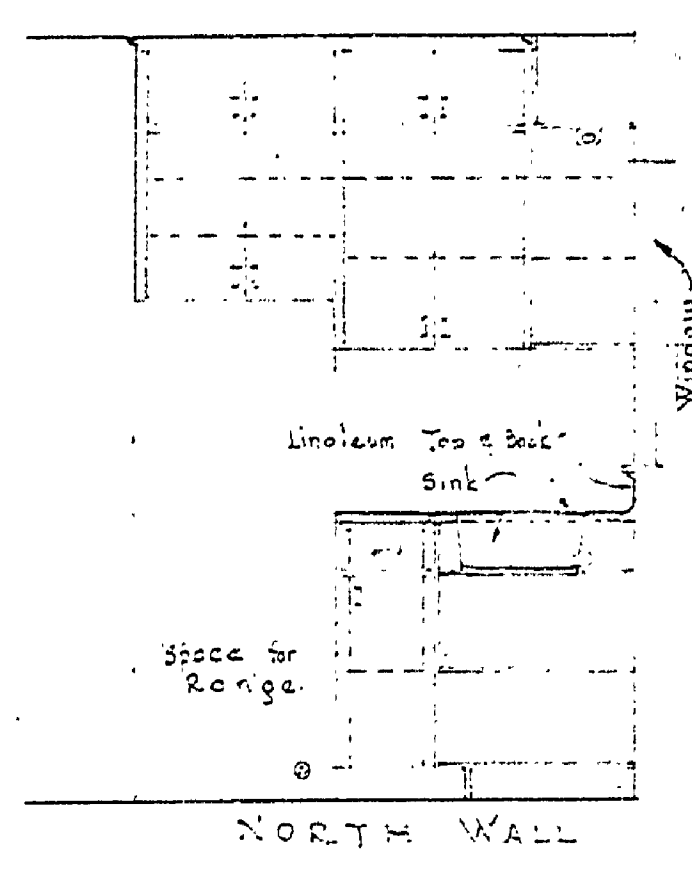 Window
Linoleum Top & Back
Sink
Space for
Range.
NORTH WALL